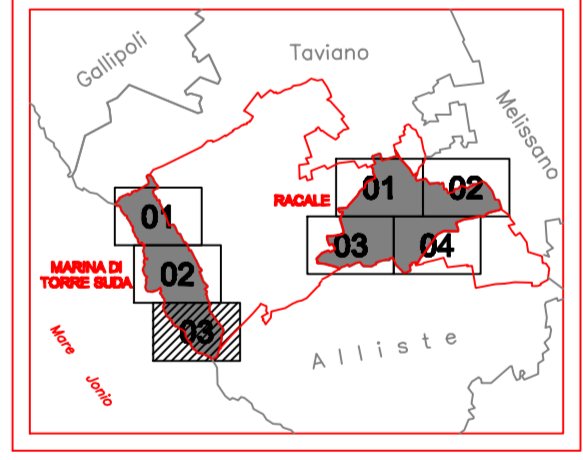 Gallipoli
Taviano
Melissano
RACALE
01
02
03
04
01
02
03
MARINA DI
TORRE SUDA
Mare
Jonio
Alliste